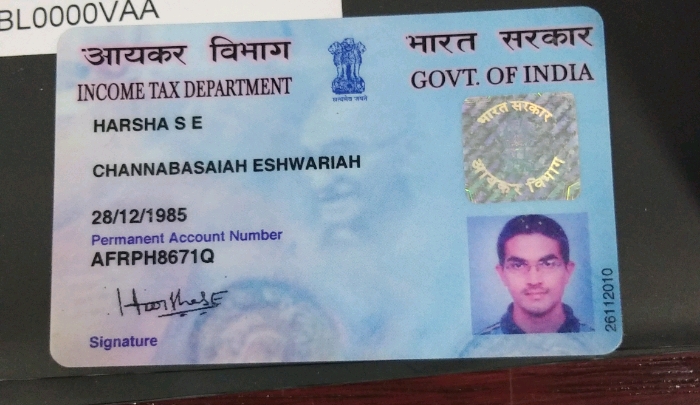 BL0000VAA
आयकर विभाग
INCOME TAX DEPARTMENT
भारत सरकार
GOVT. OF INDIA
सत्यमेव जयते
HARSHA S E
CHANNABASAIAH ESHWARIAH
28/12/1985
Permanent Account Number
AFRPH8671Q
HarshaSE
Signature
भारत सरकार
आयकर विभाग
26112010